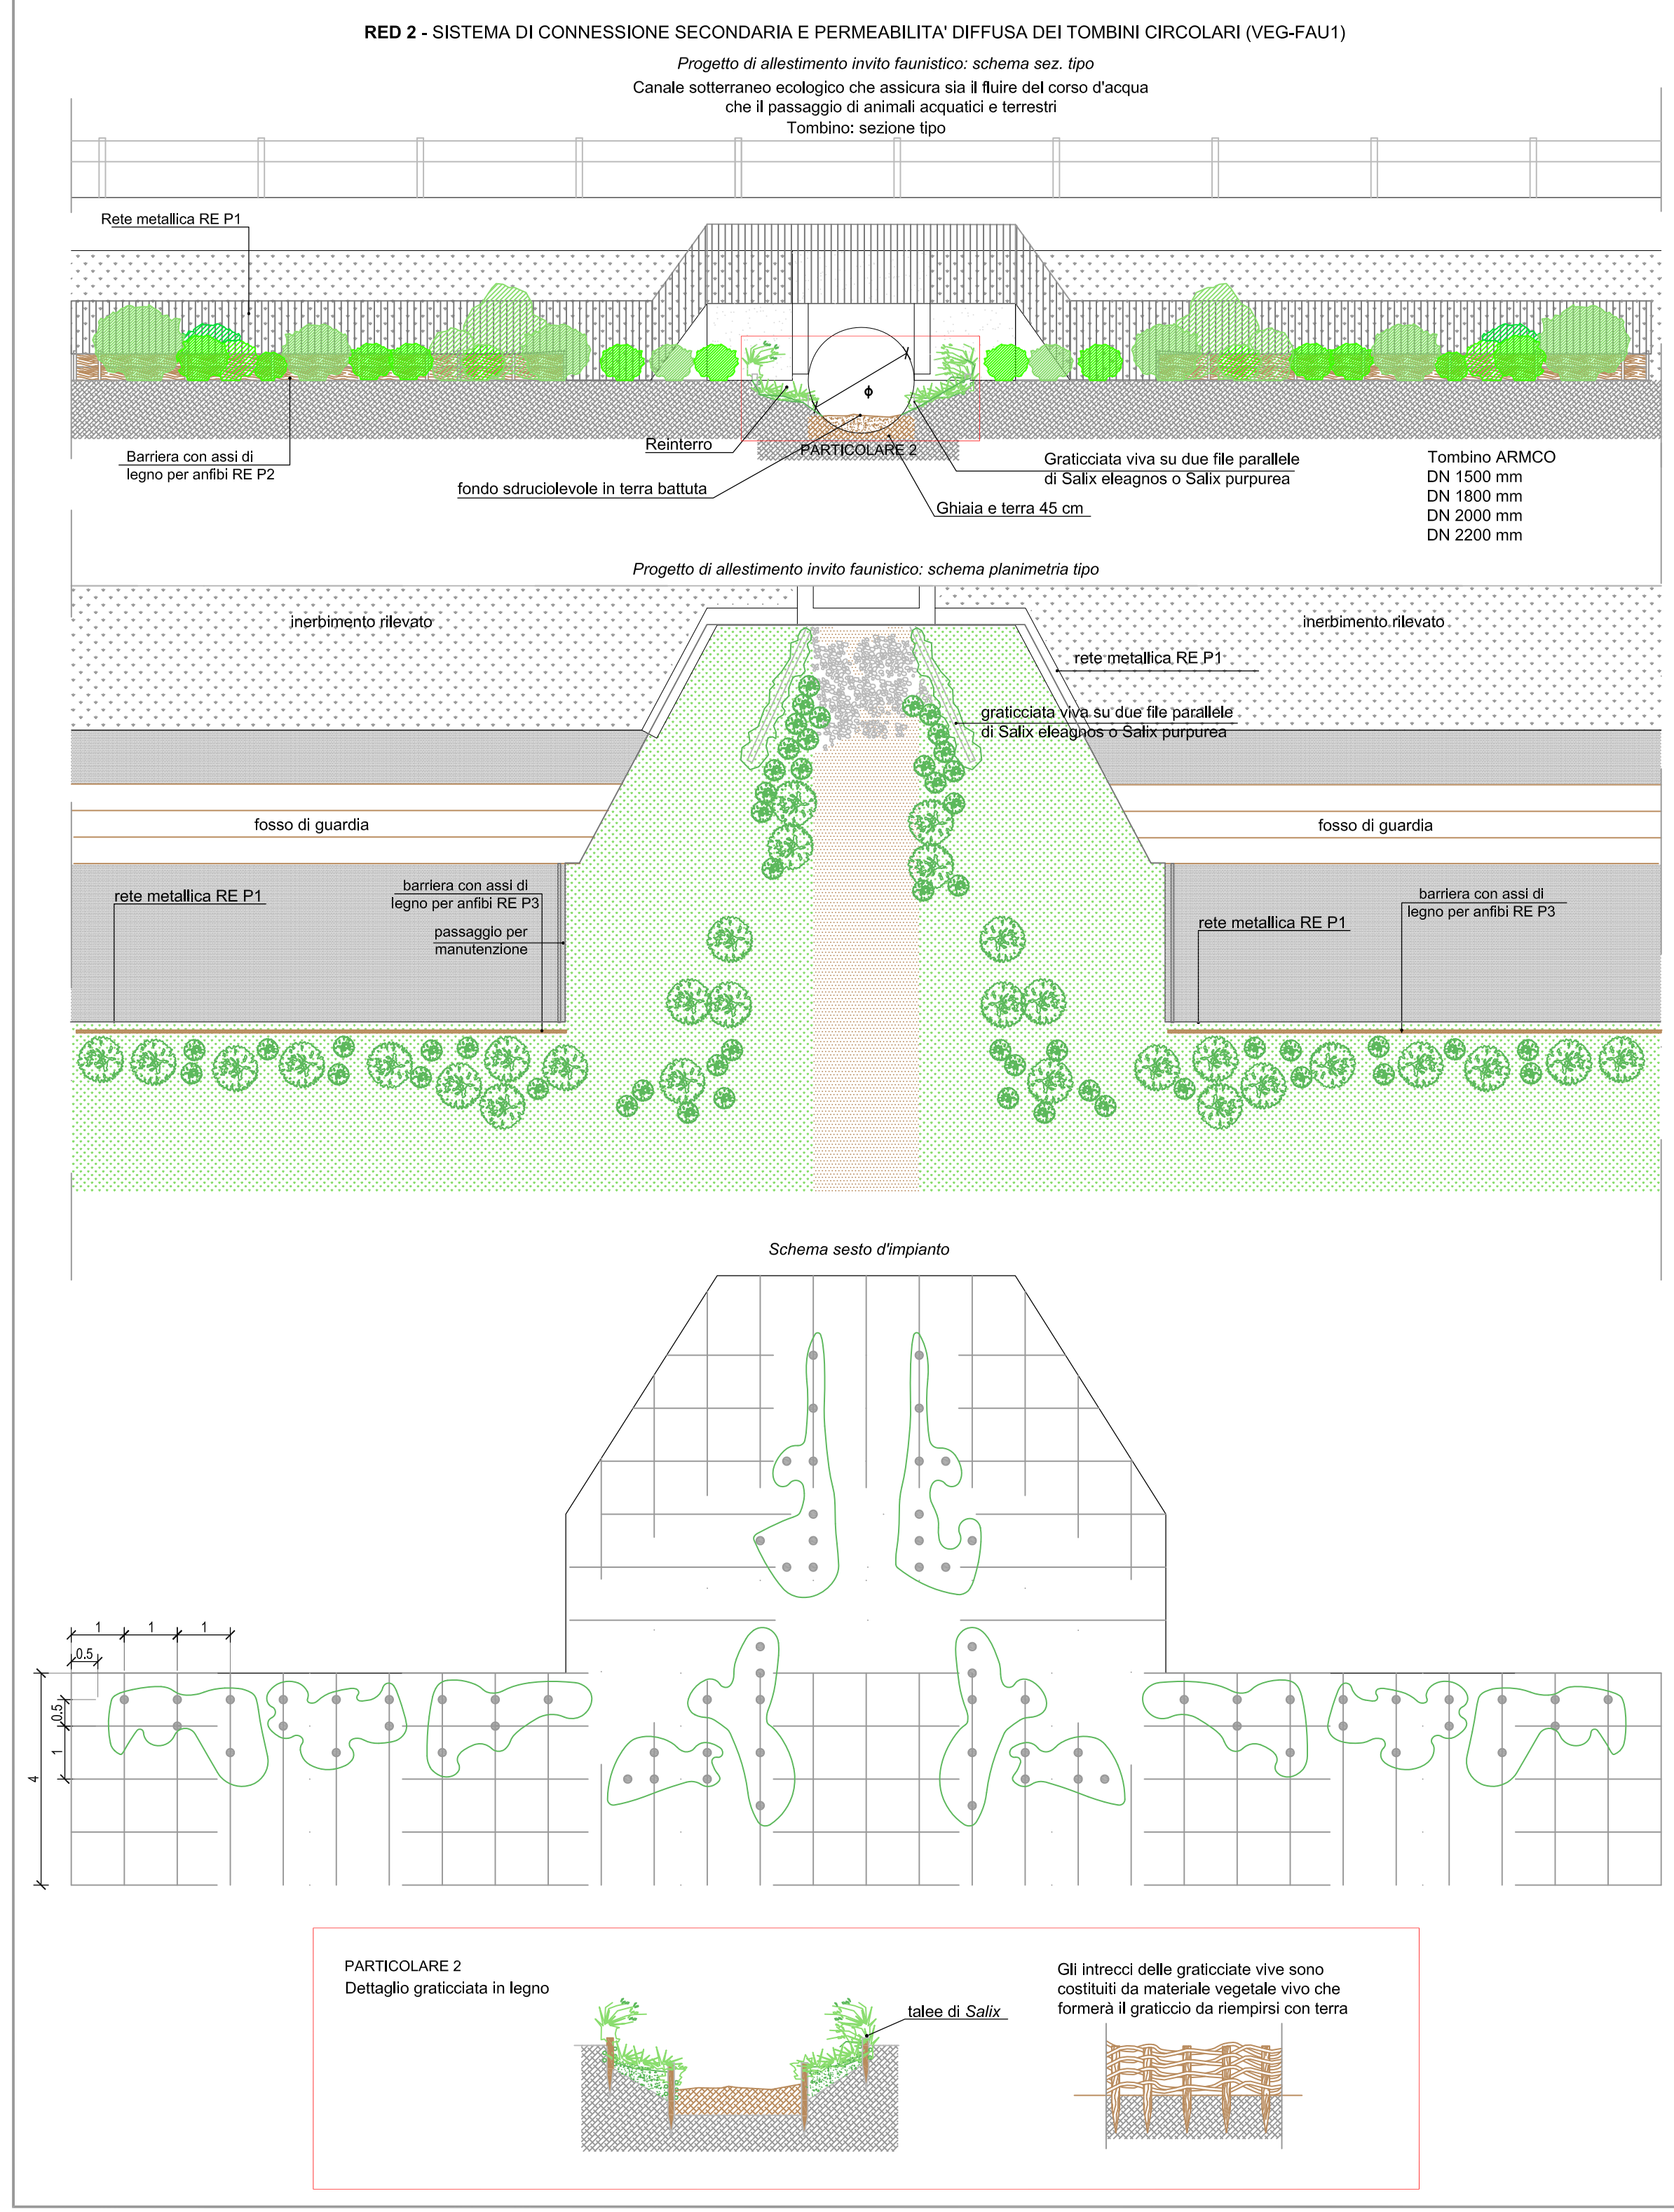 RED 2 - SISTEMA DI CONNESSIONE SECONDARIA E PERMEABILITA' DIFFUSA DEI TOMBINI CIRCOLARI (VEG-FAU1)
Progetto di allestimento invito faunistico: schema sez. tipo
Canale sotterraneo ecologico che assicura sia il fluire del corso d'acqua
che il passaggio di animali acquatici e terrestri
Tombino: sezione tipo
Rete metallica RE P1
ϕ
Reinterro
PARTICOLARE 2
Barriera con assi di
legno per anfibi RE P2
fondo sdruciolevole in terra battuta
Graticciata viva su due file parallele
di Salix eleagnos o Salix purpurea
Ghiaia e terra 45 cm
Tombino ARMCO
DN 1500 mm
DN 1800 mm
DN 2000 mm
DN 2200 mm
Progetto di allestimento invito faunistico: schema planimetria tipo
inerbimento rilevato
inerbimento rilevato
rete metallica RE P1
graticciata viva su due file parallele
di Salix eleagnos o Salix purpurea
fosso di guardia
fosso di guardia
rete metallica RE P1
barriera con assi di
legno per anfibi RE P3
passaggio per
manutenzione
barriera con assi di
legno per anfibi RE P3
rete metallica RE P1
Schema sesto d'impianto
1
1
1
0.5
0.5
1
4
PARTICOLARE 2
Dettaglio graticciata in legno
talee di Salix
Gli intrecci delle graticciate vive sono
costituiti da materiale vegetale vivo che
formerà il graticcio da riempirsi con terra